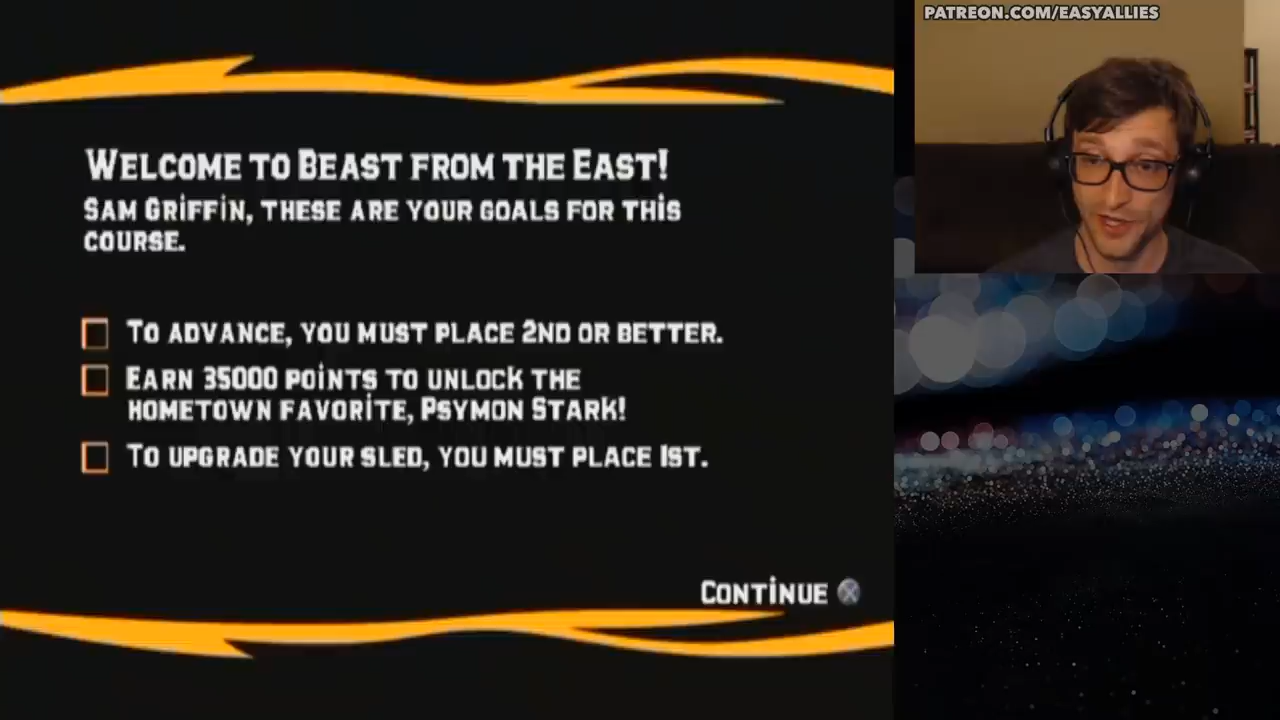 PATREON.COM/EASYALLIES
WELCOME TO BEAST FROM THE EAST!
SAM GRIFFIN, THESE ARE YOUR GOALS FOR THIS
COURSE.
TO ADVANCE, YOU MUST PLACE 2ND OR BETTER.
EARN 35000 POINTS TO UNLOCK THE
HOMETOWN FAVORITE, PSYMON STARK!
TO UPGRADE YOUR SLED, YOU MUST PLACE 1ST.
CONTINUE